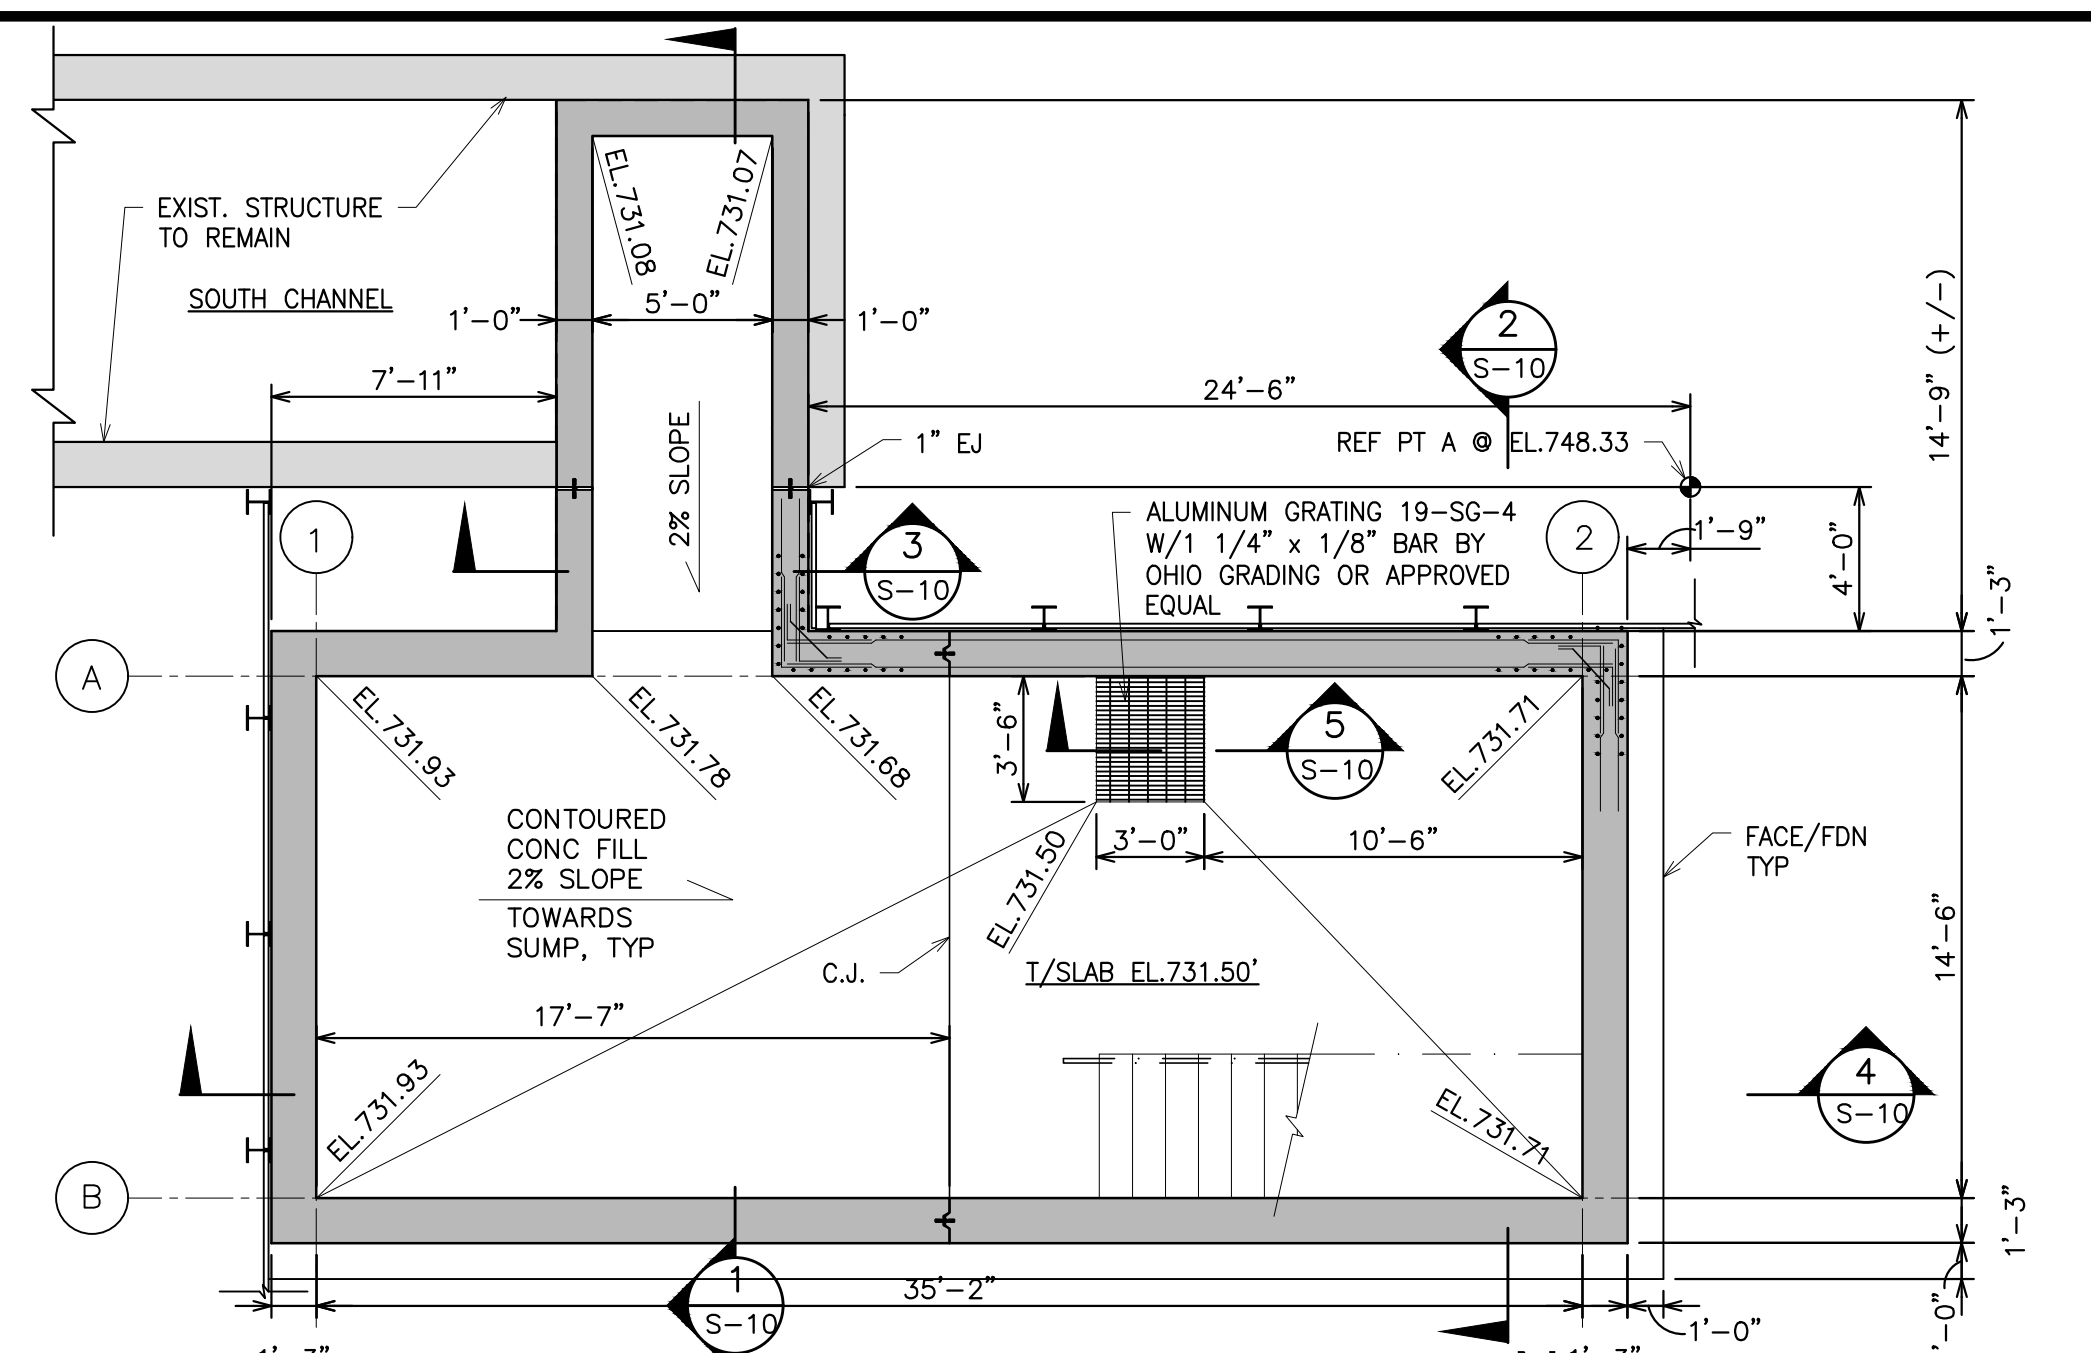 EL.731.08
EL.731.07
EXIST. STRUCTURE
TO REMAIN
SOUTH CHANNEL
1'-0"
5'-0"
1'-0"
14'-9" (+/-)
2
S-10
7'-11"
24'-6"
2% SLOPE
1" EJ
REF PT A @ EL.748.33
1
3
S-10
ALUMINUM GRATING 19-SG-4
W/1 1/4" x 1/8" BAR BY
OHIO GRADING OR APPROVED
EQUAL
2
1'-9"
4'-0"
1'-3"
A
EL.731.93
EL.731.78
EL.731.68
3'-6"
5
S-10
EL.731.71
CONTOURED
CONC FILL
2% SLOPE
TOWARDS
SUMP, TYP
EL.731.50
3'-0"
10'-6"
FACE/FDN
TYP
14'-6"
C.J.
T/SLAB EL.731.50'
17'-7"
EL.731.93
EL.731.71
4
S-10
B
1'-3"
1
S-10
35'-2"
1'-0"
'-0"